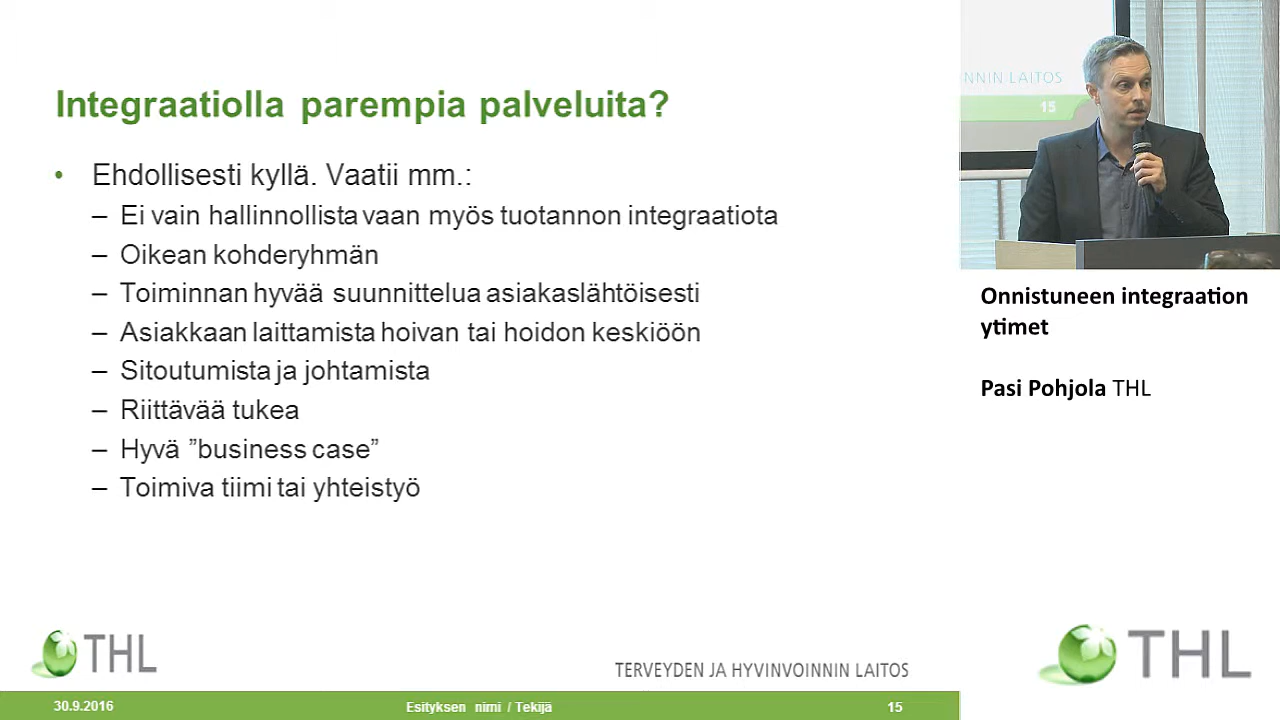 Integraatiolla parempia palveluita?
• Ehdollisesti kyllä. Vaatii mm.:
– Ei vain hallinnollista vaan myös tuotannon integraatiota
– Oikean kohderyhmän
– Toiminnan hyvää suunnittelua asiakaslähtöisesti
– Asiakkaan laittamista hoivan tai hoidon keskiöön
– Sitoutumista ja johtamista
– Riittävää tukea
– Hyvä ”business case”
– Toimiva tiimi tai yhteistyö
THL
TERVEYDEN JA HYVINVOINNIN LAITOS
30.9.2016
Esityksen nimi / Tekijä
15
NNIN LAITOS
15
Onnistuneen integraation
ytimet
Pasi Pohjola THL
THL